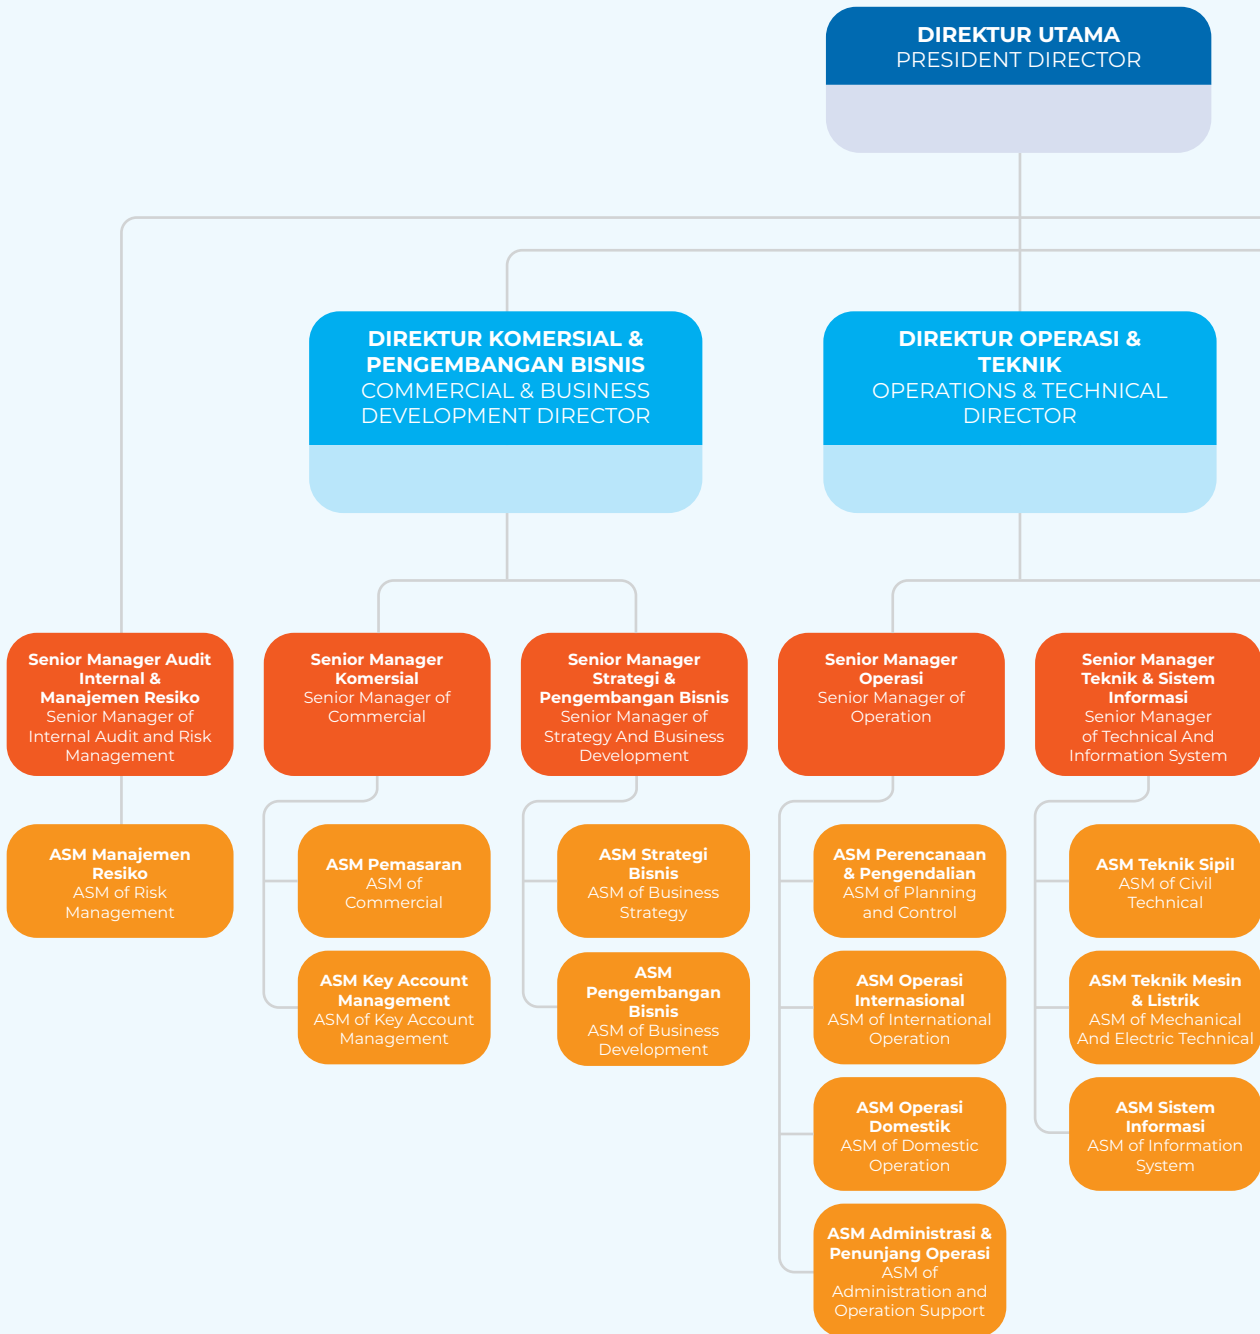 DIREKTUR UTAMA
PRESIDENT DIRECTOR
DIREKTUR KOMERSIAL &
PENGEMBANGAN BISNIS
COMMERCIAL & BUSINESS
DEVELOPMENT DIRECTOR
DIREKTUR OPERASI &
TEKNIK
OPERATIONS & TECHNICAL
DIRECTOR
Senior Manager Audit
Internal &
Manajemen Resiko
Senior Manager of
Internal Audit and Risk
Management
Senior Manager
Komersial
Senior Manager of
Commercial
Senior Manager
Strategi &
Pengembangan Bisnis
Senior Manager of
Strategy And Business
Development
Senior Manager
Operasi
Senior Manager of
Operation
Senior Manager
Teknik & Sistem
Informasi
Senior Manager
of Technical And
Information System
ASM Manajemen
Resiko
ASM of Risk
Management
ASM Pemasaran
ASM of
Commercial
ASM Strategi
Bisnis
ASM of Business
Strategy
ASM Perencanaan
& Pengendalian
ASM of Planning
and Control
ASM Teknik Sipil
ASM of Civil
Technical
ASM Key Account
Management
ASM of Key Account
Management
ASM
Pengembangan
Bisnis
ASM of Business
Development
ASM Operasi
Internasional
ASM of International
Operation
ASM Teknik Mesin
& Listrik
ASM of Mechanical
And Electric Technical
ASM Operasi
Domestik
ASM of Domestic
Operation
ASM Sistem
Informasi
ASM of Information
System
ASM Administrasi &
Penunjang Operasi
ASM of
Administration and
Operation Support